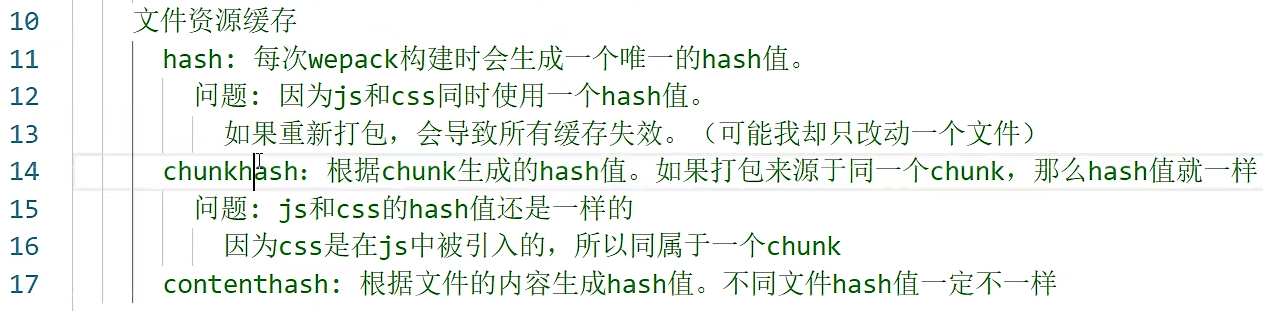 10 文件资源缓存
11 hash: 每次wepack构建时会生成一个唯一的hash值。
12 问题: 因为js和css同时使用一个hash值。
13 如果重新打包，会导致所有缓存失效。（可能我却只改动一个文件）
14 chunkhash：根据chunk生成的hash值。如果打包来源于同一个chunk，那么hash值就一样
15 问题: js和css的hash值还是一样的
16 因为css是在js中被引入的，所以同属于一个chunk
17 contenthash: 根据文件的内容生成hash值。不同文件hash值一定不一样